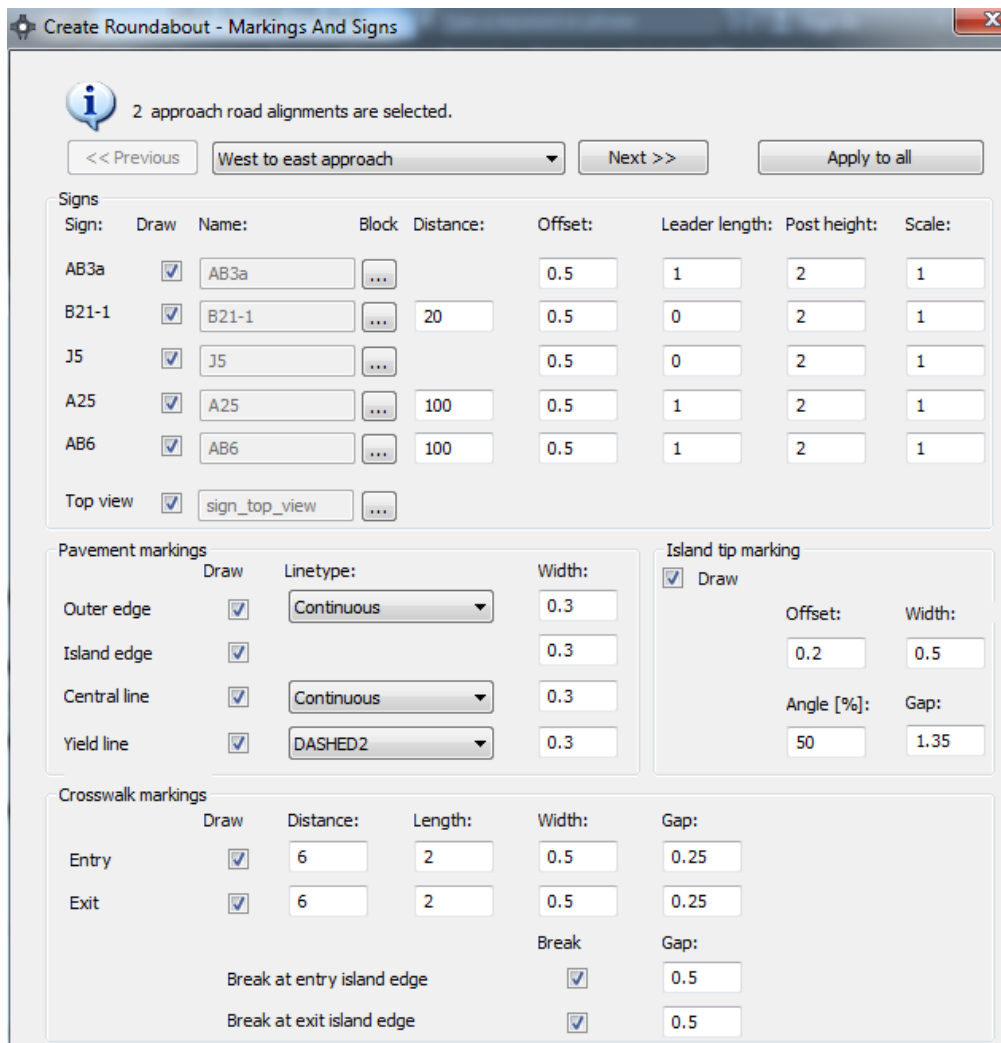 Create Roundabout - Markings And Signs
X
i
2 approach road alignments are selected.
<< Previous West to east approach Next >> Apply to all
Signs
Sign: Draw Name: Block Distance: Offset: Leader length: Post height: Scale:
AB3a AB3a ... 0.5 1 2 1
B21-1 B21-1 ... 20 0.5 0 2 1
J5 J5 ... 0.5 0 2 1
A25 A25 ... 100 0.5 1 2 1
AB6 AB6 ... 100 0.5 1 2 1
Top view sign_top_view ...
Pavement markings
Draw Linetype: Width:
Outer edge Continuous 0.3
Island edge 0.3
Central line Continuous 0.3
Yield line DASHED2 0.3
Island tip marking
Draw
Offset: Width:
0.2 0.5
Angle [%]: Gap:
50 1.35
Crosswalk markings
Draw Distance: Length: Width: Gap:
Entry 6 2 0.5 0.25
Exit 6 2 0.5 0.25
Break Gap:
Break at entry island edge 0.5
Break at exit island edge 0.5